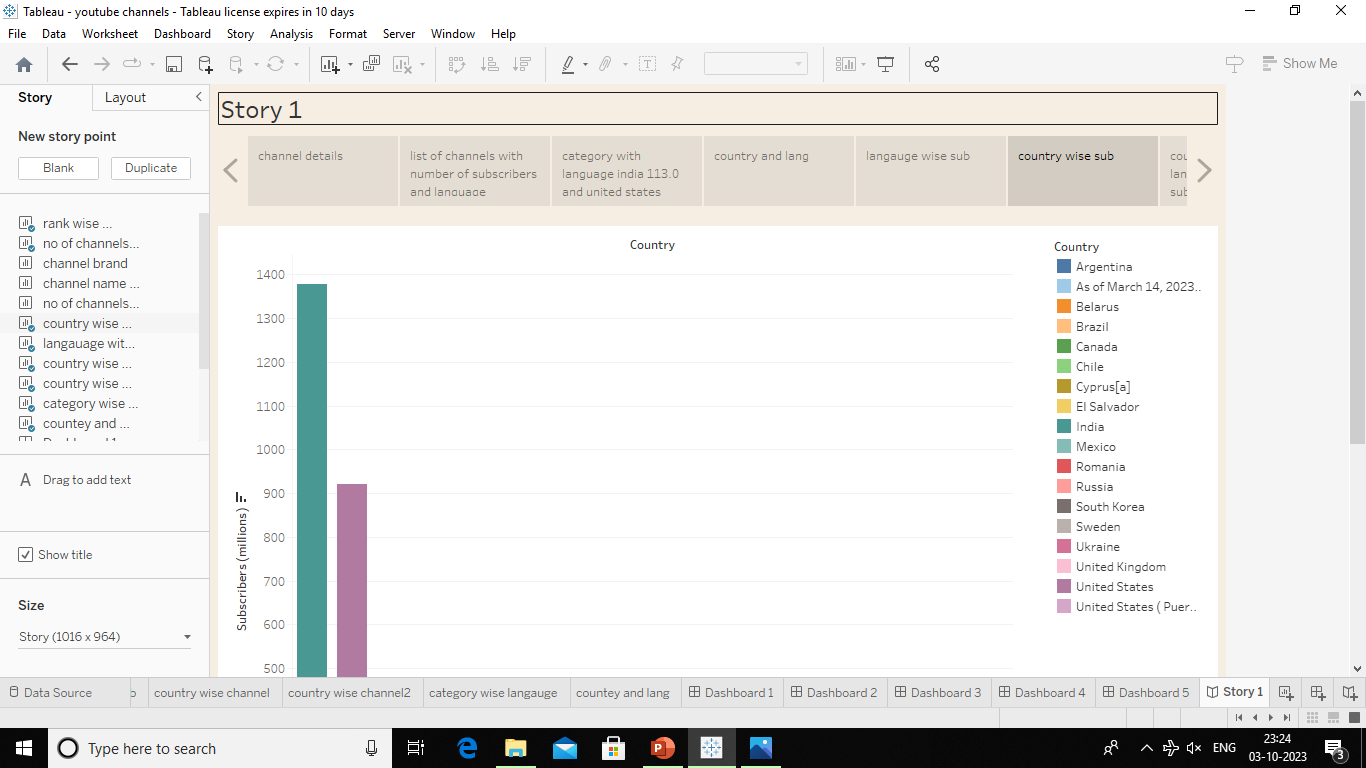 Tableau - youtube channels - Tableau license expires in 10 days
File Data Worksheet Dashboard Story Analysis Format Server Window Help
Show Me
Story Layout
New story point
Blank Duplicate
rank wise ...
no of channels...
channel brand
channel name ...
no of channels...
country wise ...
langauage wit...
country wise ...
country wise ...
category wise ...
countey and ...
A Drag to add text
Show title
Size
Story (1016 x 964)
Story 1
channel details
list of channels with
number of subscribers
and language
category with
language india 113.0
and united states
country and lang
langauge wise sub
country wise sub
cou
lan
sub
Country
Subscribers (millions)
1400
1300
1200
1100
1000
900
800
700
600
500
Country
Argentina
As of March 14, 2023..
Belarus
Brazil
Canada
Chile
Cyprus[a]
El Salvador
India
Mexico
Romania
Russia
South Korea
Sweden
Ukraine
United Kingdom
United States
United States ( Puer..
Data Source country wise channel country wise channel2 category wise langauge countey and lang Dashboard 1 Dashboard 2 Dashboard 3 Dashboard 4 Dashboard 5 Story 1
Type here to search
ENG
23:24
03-10-2023
3